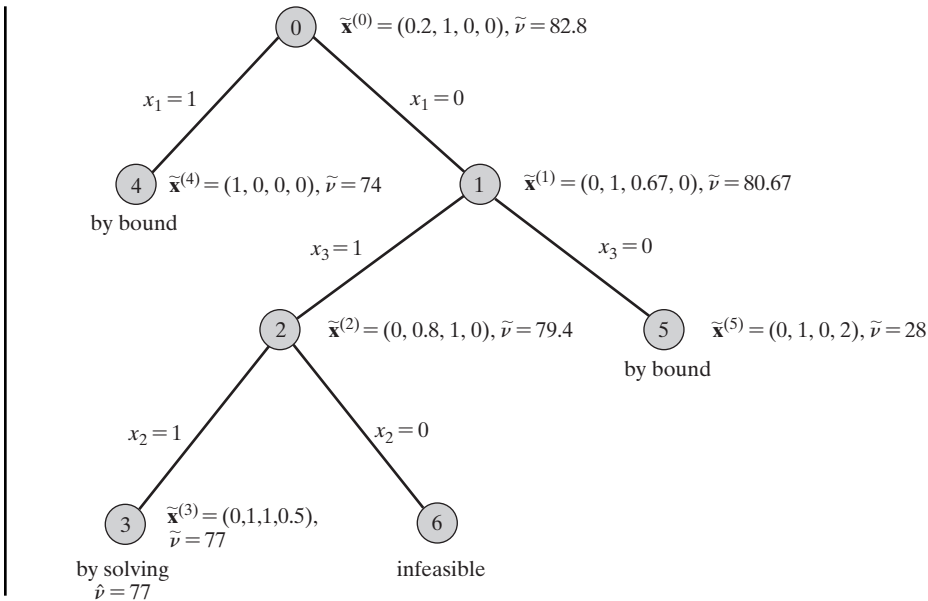 0 x̃⁽⁰⁾ = (0.2, 1, 0, 0), ṽ = 82.8
x₁ = 1
x₁ = 0
4 x̃⁽⁴⁾ = (1, 0, 0, 0), ṽ = 74
by bound
1 x̃⁽¹⁾ = (0, 1, 0.67, 0), ṽ = 80.67
x₃ = 1
x₃ = 0
2 x̃⁽²⁾ = (0, 0.8, 1, 0), ṽ = 79.4
5 x̃⁽⁵⁾ = (0, 1, 0, 2), ṽ = 28
by bound
x₂ = 1
x₂ = 0
3 x̃⁽³⁾ = (0,1,1,0.5),
ṽ = 77
by solving
v̂ = 77
6
infeasible